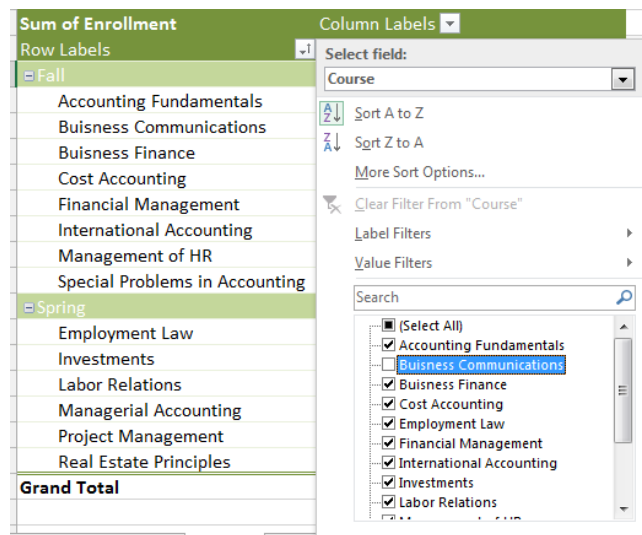 Sum of Enrollment Column Labels
Row Labels
Fall
Accounting Fundamentals
Buisness Communications
Buisness Finance
Cost Accounting
Financial Management
International Accounting
Management of HR
Special Problems in Accounting
Spring
Employment Law
Investments
Labor Relations
Managerial Accounting
Project Management
Real Estate Principles
Grand Total
Select field:
Course
Sort A to Z
Sort Z to A
More Sort Options...
Clear Filter From "Course"
Label Filters
Value Filters
Search
(Select All)
Accounting Fundamentals
Buisness Communications
Buisness Finance
Cost Accounting
Employment Law
Financial Management
International Accounting
Investments
Labor Relations